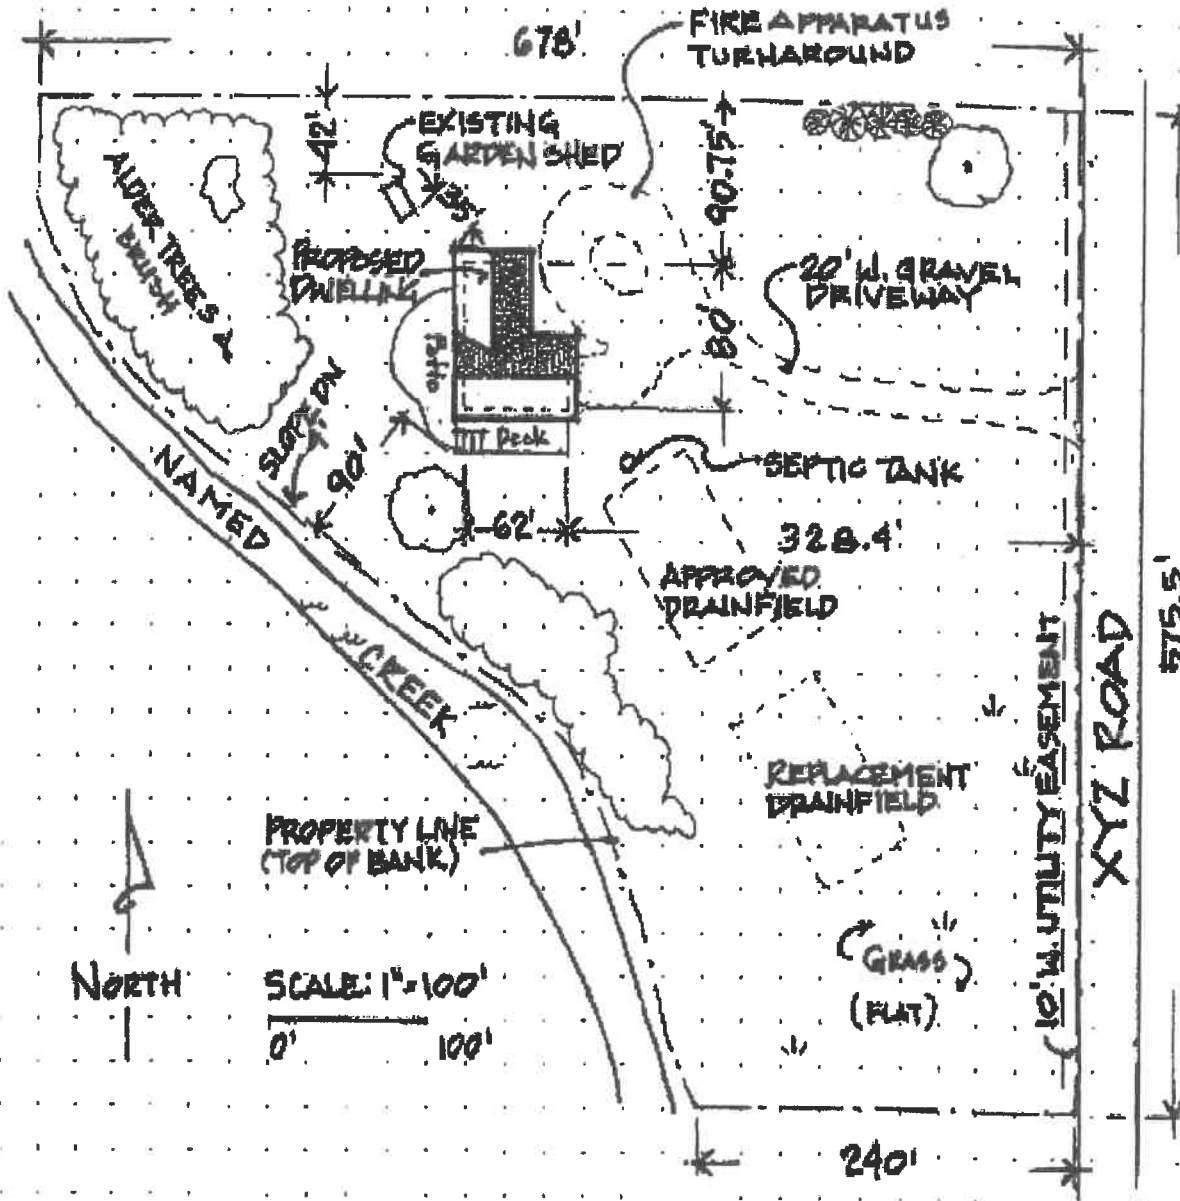 678'
FIRE APPARATUS
TURNAROUND
42'
EXISTING
GARDEN SHED
35'
90.75'
ALDER TREES &
BRUSH
PROPOSED
DWELLING
20' W. GRAVEL
DRIVEWAY
80'
Patio
SLOPE DN
90'
Deck
SEPTIC TANK
NAMED
CREEK
62'
328.4'
APPROVED
DRAINFIELD
575.5'
10' W. UTILITY EASEMENT
XYZ ROAD
REPLACEMENT
DRAINFIELD
PROPERTY LINE
(TOP OF BANK)
GRASS
(FLAT)
NORTH
SCALE: 1"=100'
0' 100'
240'